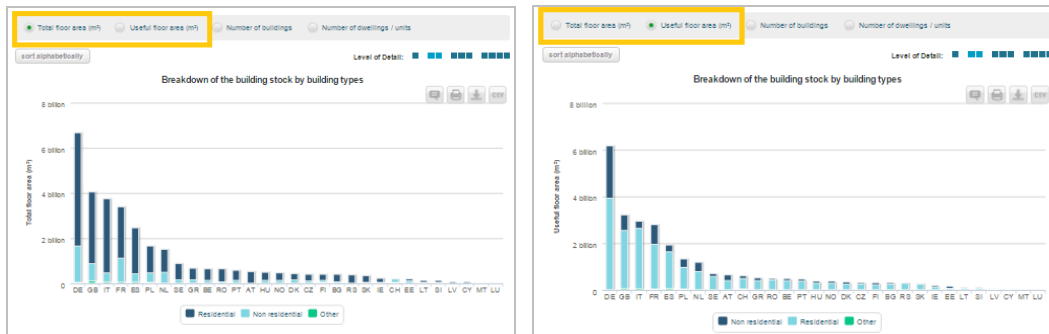 Total floor area (m²) Useful floor area (m²) Number of buildings Number of dwellings / units
sort alphabetically Level of Detail:
Breakdown of the building stock by building types
CSV
8 billion
6 billion
4 billion
2 billion
0
Total floor area (m²)
DE GB IT FR ES PL NL SE GR BE RO PT AT HU NO DK CZ FI BG RS SK IE CH EE LT SI LV CY MT LU
Residential Non residential Other
Total floor area (m²) Useful floor area (m²) Number of buildings Number of dwellings / units
sort alphabetically Level of Detail:
Breakdown of the building stock by building types
CSV
8 billion
6 billion
4 billion
2 billion
0
Useful floor area (m²)
DE GB IT FR ES PL NL SE AT CH GR RO BE PT HU NO DK CZ FI BG RS SK IE EE LT SI LV CY MT LU
Non residential Residential Other